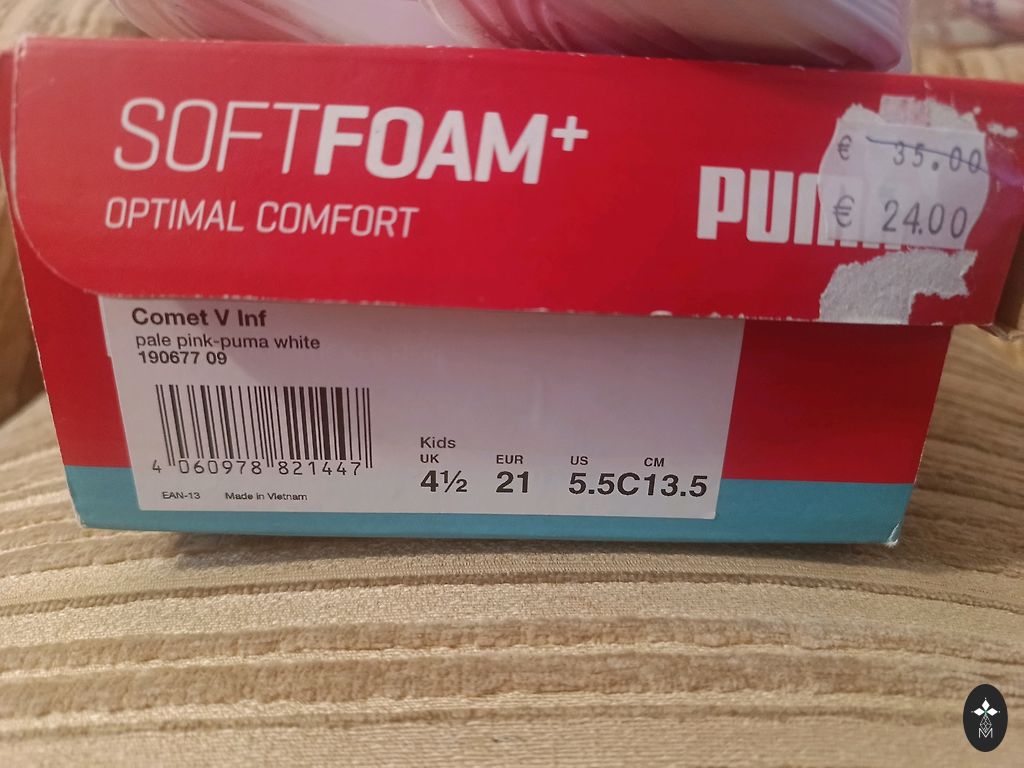 SOFTFOAM+
OPTIMAL COMFORT
PUMA
€ 35.00
€ 24.00
Comet V Inf
pale pink-puma white
190677 09
4 060978 821447
EAN-13 Made in Vietnam
Kids
UK EUR US CM
4½ 21 5.5C 13.5
M